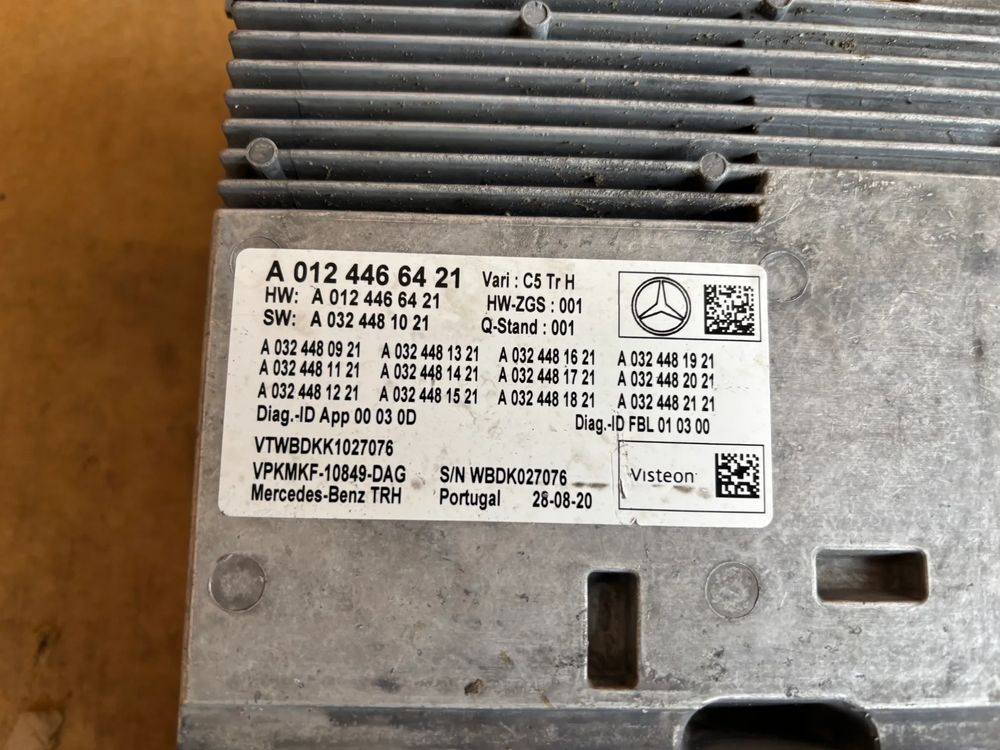 A 012 446 64 21 Vari : C5 Tr H
HW: A 012 446 64 21 HW-ZGS : 001
SW: A 032 448 10 21 Q-Stand : 001
A 032 448 09 21 A 032 448 13 21 A 032 448 16 21 A 032 448 19 21
A 032 448 11 21 A 032 448 14 21 A 032 448 17 21 A 032 448 20 21
A 032 448 12 21 A 032 448 15 21 A 032 448 18 21 A 032 448 21 21
Diag.-ID App 00 03 0D Diag.-ID FBL 01 03 00
VTWBDKK1027076
VPKMKF-10849-DAG S/N WBDK027076 Visteon
Mercedes-Benz TRH Portugal 28-08-20